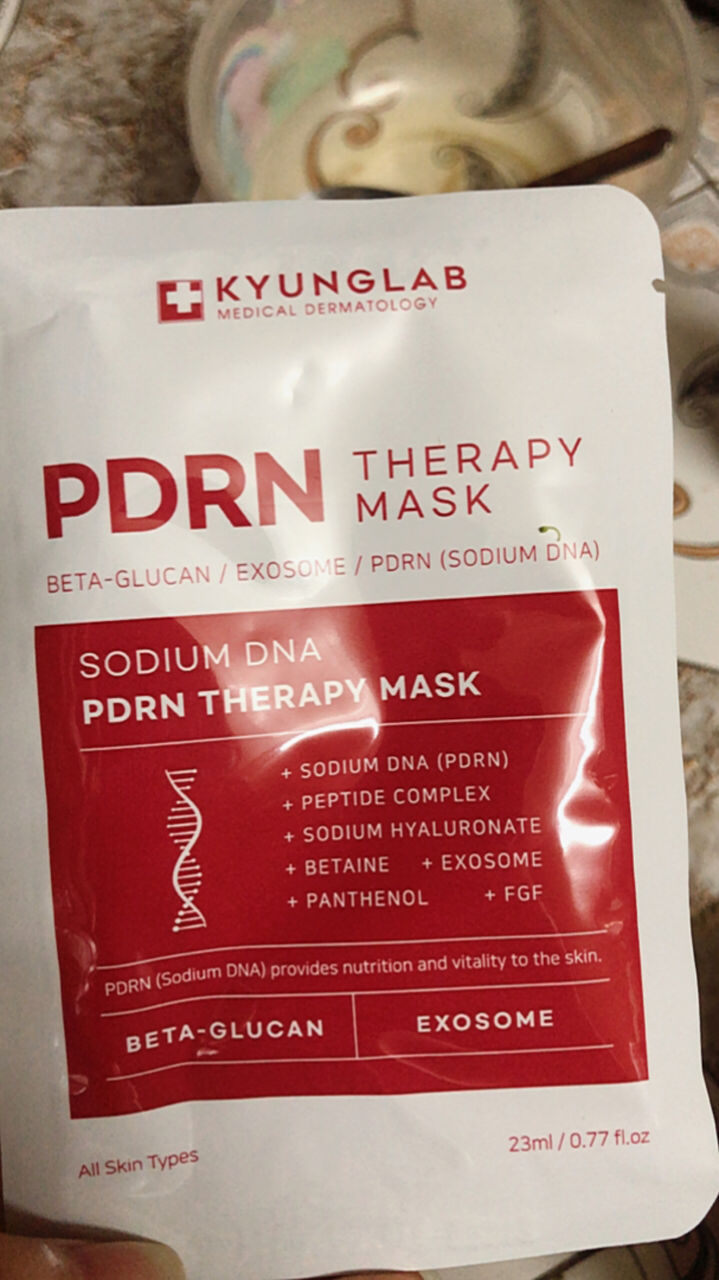 KYUNGLAB
MEDICAL DERMATOLOGY
PDRN THERAPY MASK
BETA-GLUCAN / EXOSOME / PDRN (SODIUM DNA)
SODIUM DNA
PDRN THERAPY MASK
+ SODIUM DNA (PDRN)
+ PEPTIDE COMPLEX
+ SODIUM HYALURONATE
+ BETAINE + EXOSOME
+ PANTHENOL + FGF
PDRN (Sodium DNA) provides nutrition and vitality to the skin.
BETA-GLUCAN EXOSOME
All Skin Types 23ml / 0.77 fl.oz